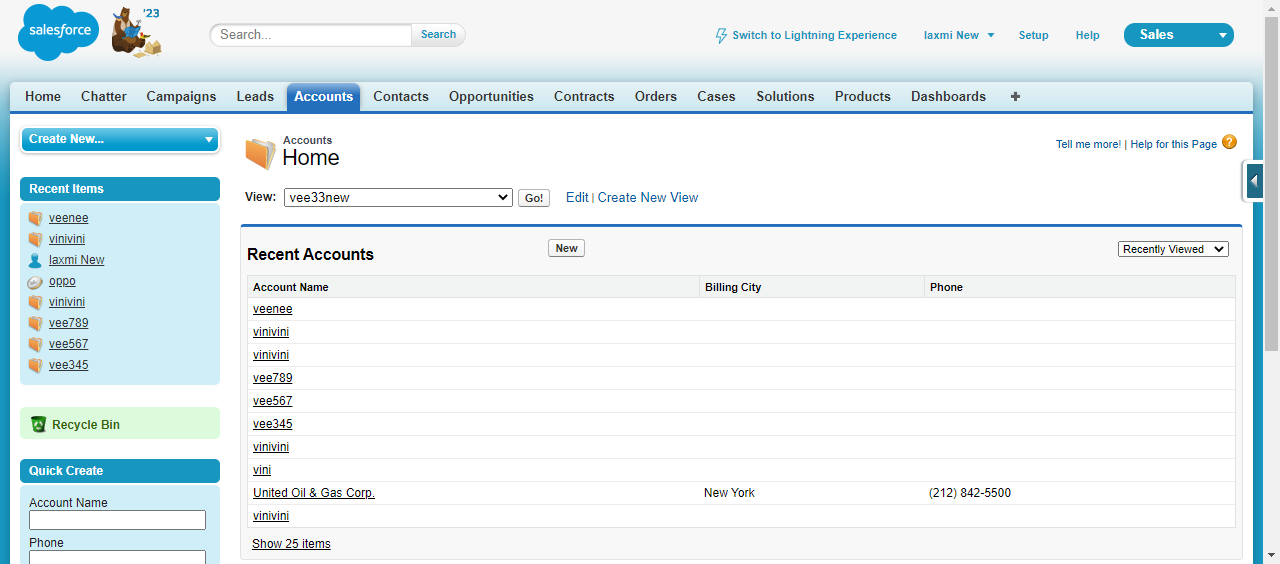 salesforce
'23
Search...
Search
Switch to Lightning Experience
laxmi New
Setup
Help
Sales
Home Chatter Campaigns Leads Accounts Contacts Opportunities Contracts Orders Cases Solutions Products Dashboards +
Create New...
Recent Items
veenee
vinivini
laxmi New
oppo
vinivini
vee789
vee567
vee345
Recycle Bin
Quick Create
Account Name
Phone
Accounts
Home
Tell me more! | Help for this Page ?
View: vee33new Go! Edit | Create New View
Recent Accounts New Recently Viewed
Account Name Billing City Phone
veenee
vinivini
vinivini
vee789
vee567
vee345
vinivini
vini
United Oil & Gas Corp. New York (212) 842-5500
vinivini
Show 25 items